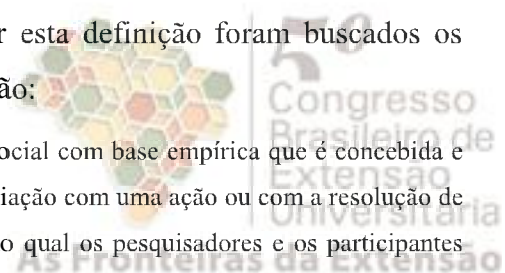 r esta definição foram buscados os
ão:
ocial com base empírica que é concebida e
iação com uma ação ou com a resolução de
o qual os pesquisadores e os participantes
5º
Congresso
Brasileiro de
Extensão
Universitária
As Fronteiras da Extensão